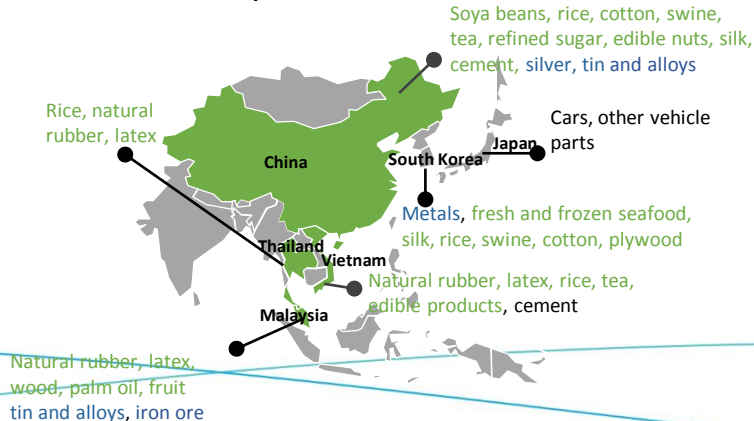 Soya beans, rice, cotton, swine,
tea, refined sugar, edible nuts, silk,
cement, silver, tin and alloys
Rice, natural
rubber, latex
Cars, other vehicle
parts
Japan
South Korea
China
Metals, fresh and frozen seafood,
silk, rice, swine, cotton, plywood
Thailand
Vietnam
Natural rubber, latex, rice, tea,
edible products, cement
Malaysia
Natural rubber, latex,
wood, palm oil, fruit
tin and alloys, iron ore